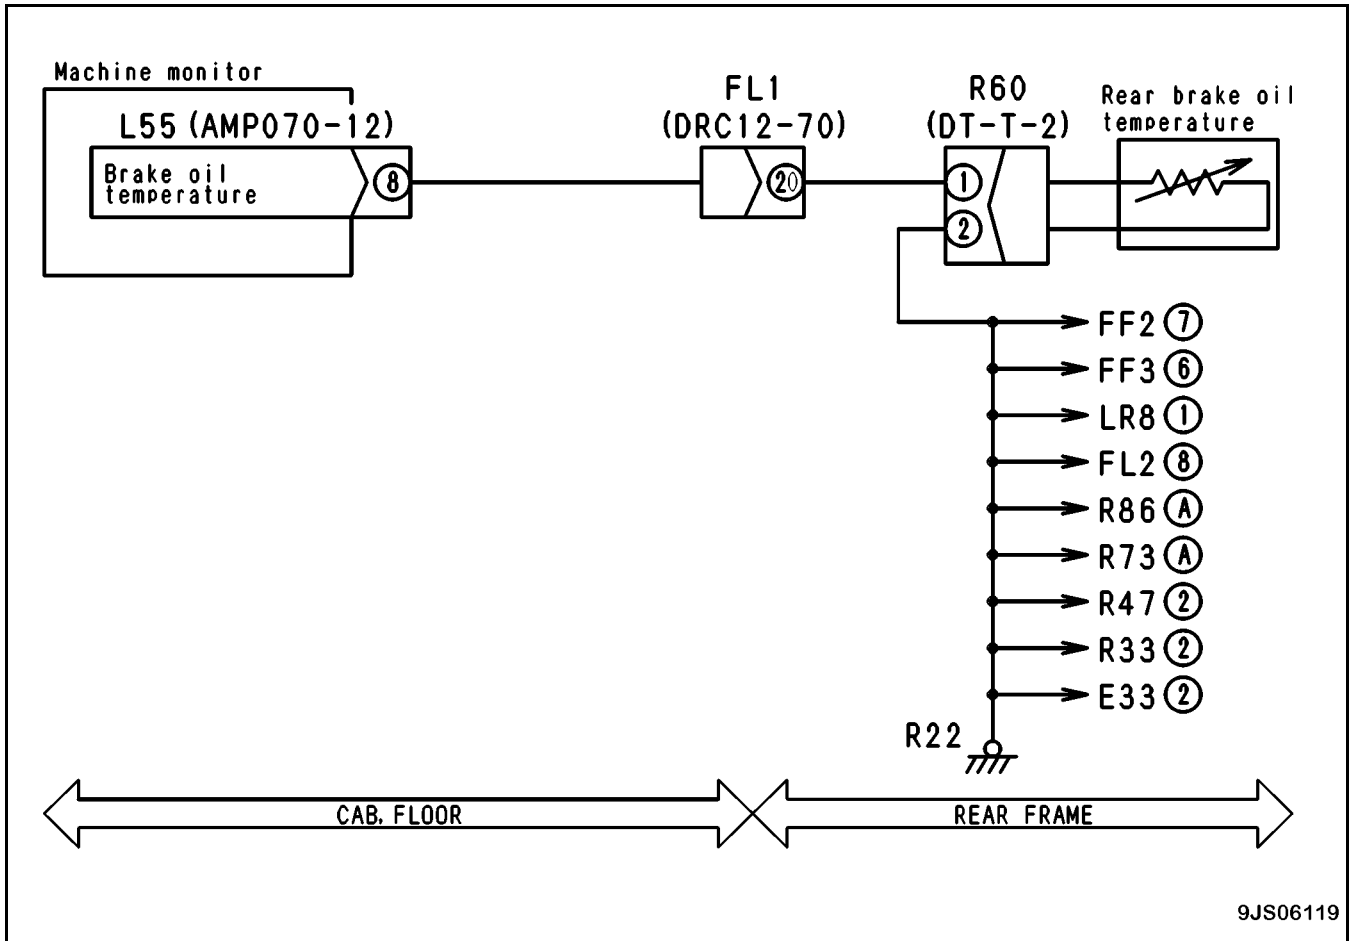 Machine monitor
L55 (AMP070-12)
Brake oil
temperature
8
FL1
(DRC12-70)
20
R60
(DT-T-2)
1
2
Rear brake oil
temperature
FF2 7
FF3 6
LR8 1
FL2 8
R86 A
R73 A
R47 2
R33 2
E33 2
R22
CAB. FLOOR
REAR FRAME
9JS06119